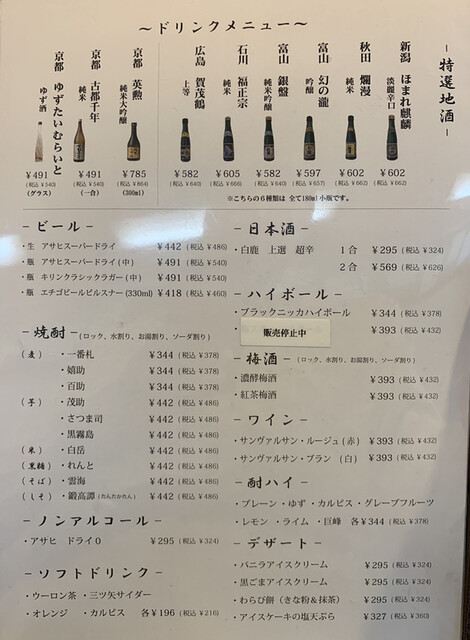 ～ドリンクメニュー～
－特選地酒－
新潟 ほまれ麒麟
淡麗辛口
¥602
(税込 ¥662)
秋田 爛漫
純米
¥602
(税込 ¥662)
富山 幻の瀧
吟醸
¥597
(税込 ¥657)
富山 銀盤
純米吟醸
¥582
(税込 ¥640)
石川 福正宗
純米
¥605
(税込 ¥666)
広島 賀茂鶴
上等
¥582
(税込 ¥640)
※こちらの６種類は 全て180ml小瓶です。
京都 英勲
純米大吟醸
¥785
(税込 ¥864)
(300ml)
京都 古都千年
純米
¥491
(税込 ¥540)
(一合)
京都 ゆずたいむらいと
ゆず酒
¥491
(税込 ¥540)
(グラス)
－ビール－
・生 アサヒスーパードライ ¥442 (税込 ¥486)
・瓶 アサヒスーパードライ(中) ¥491 (税込 ¥540)
・瓶 キリンクラシックラガー(中) ¥491 (税込 ¥540)
・瓶 エチゴビールピルスナー(330ml) ¥418 (税込 ¥460)
－焼酎－ (ロック、水割り、お湯割り、ソーダ割り)
(麦) ・一番札 ¥344 (税込 ¥378)
・嬉助 ¥344 (税込 ¥378)
・百助 ¥344 (税込 ¥378)
(芋) ・茂助 ¥442 (税込 ¥486)
・さつま司 ¥442 (税込 ¥486)
・黒霧島 ¥442 (税込 ¥486)
(米) ・白岳 ¥442 (税込 ¥486)
(黒糖) ・れんと ¥442 (税込 ¥486)
(そば) ・雲海 ¥442 (税込 ¥486)
(しそ) ・鍛高譚(たんたかたん) ¥442 (税込 ¥486)
－ノンアルコール－
・アサヒ ドライ０ ¥295 (税込 ¥324)
－ソフトドリンク－
・ウーロン茶 ・三ツ矢サイダー
・オレンジ ・カルピス 各¥196 (税込 ¥216)
－日本酒－
・白鹿 上選 超辛 １合 ¥295 (税込 ¥324)
２合 ¥569 (税込 ¥626)
－ハイボール－
・ブラックニッカハイボール ¥344 (税込 ¥378)
販売停止中 ¥393 (税込 ¥432)
－梅酒－ (ロック、水割り、お湯割り、ソーダ割り)
・濃酵梅酒 ¥393 (税込 ¥432)
・紅茶梅酒 ¥393 (税込 ¥432)
－ワイン－
・サンヴァルサン・ルージュ(赤) ¥393 (税込 ¥432)
・サンヴァルサン・ブラン (白) ¥393 (税込 ¥432)
－酎ハイ－
・プレーン ・ゆず ・カルピス ・グレープフルーツ
・レモン ・ライム ・巨峰 各¥344 (税込 ¥378)
－デザート－
・バニラアイスクリーム ¥295 (税込 ¥324)
・黒ごまアイスクリーム ¥295 (税込 ¥324)
・わらび餅(きな粉＆抹茶) ¥295 (税込 ¥324)
・アイスケーキの塩天ぷら ¥327 (税込 ¥360)